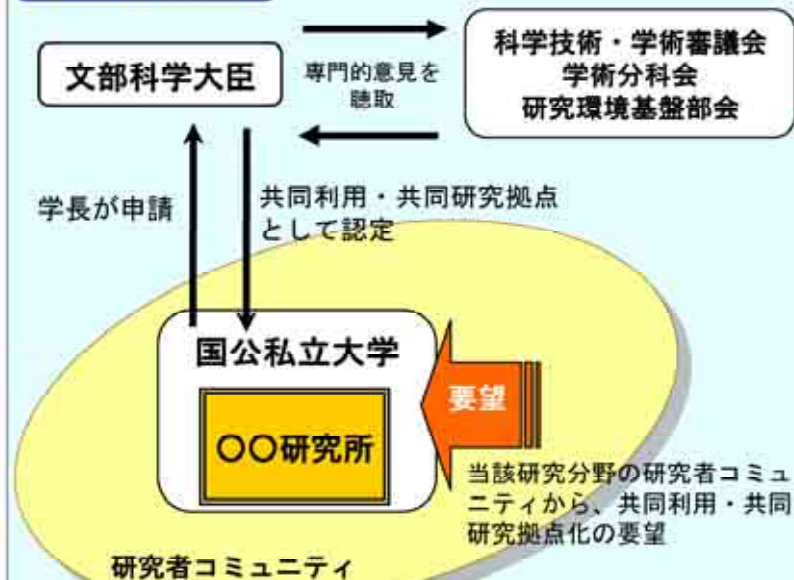 文部科学大臣
専門的意見を
聴取
科学技術・学術審議会
学術分科会
研究環境基盤部会
学長が申請
共同利用・共同研究拠点
として認定
国公私立大学
〇〇研究所
要望
当該研究分野の研究者コミュ
ニティから、共同利用・共同
研究拠点化の要望
研究者コミュニティ